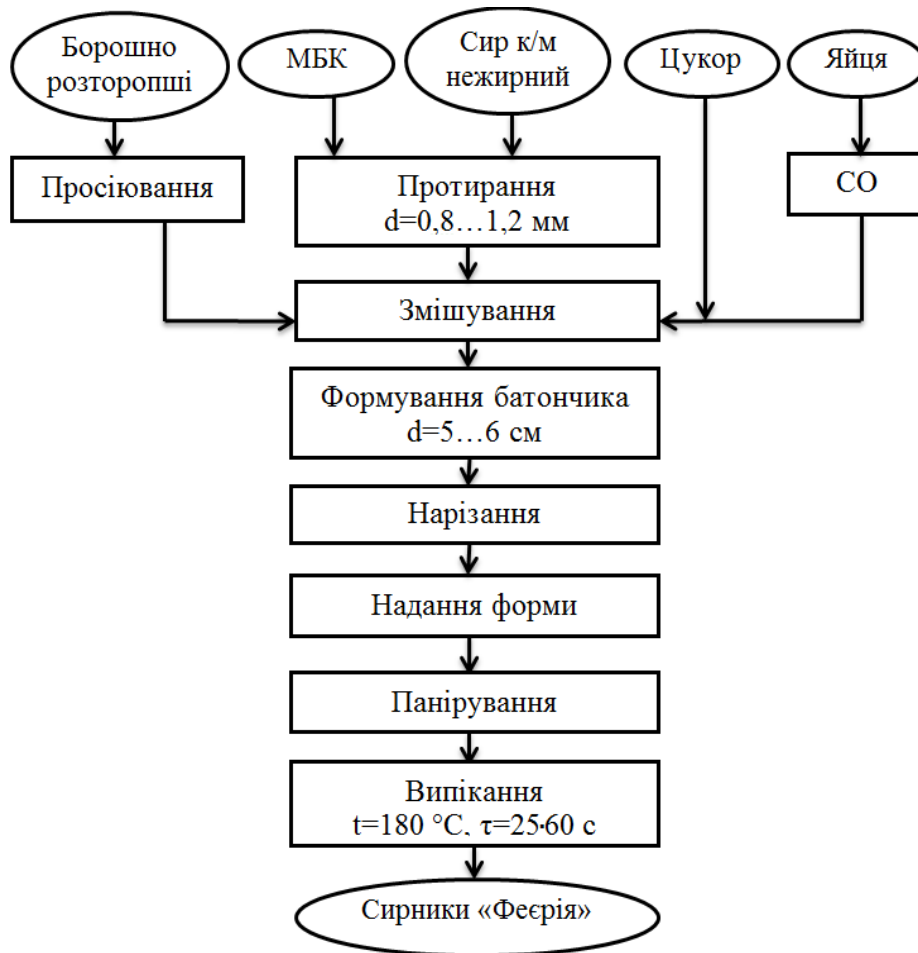 Борошно
розторопші
МБК
Сир к/м
нежирний
Цукор
Яйця
Просіювання
Протирання
d=0,8…1,2 мм
СО
Змішування
Формування батончика
d=5…6 см
Нарізання
Надання форми
Панірування
Випікання
t=180 °С, τ=25·60 с
Сирники «Феєрія»